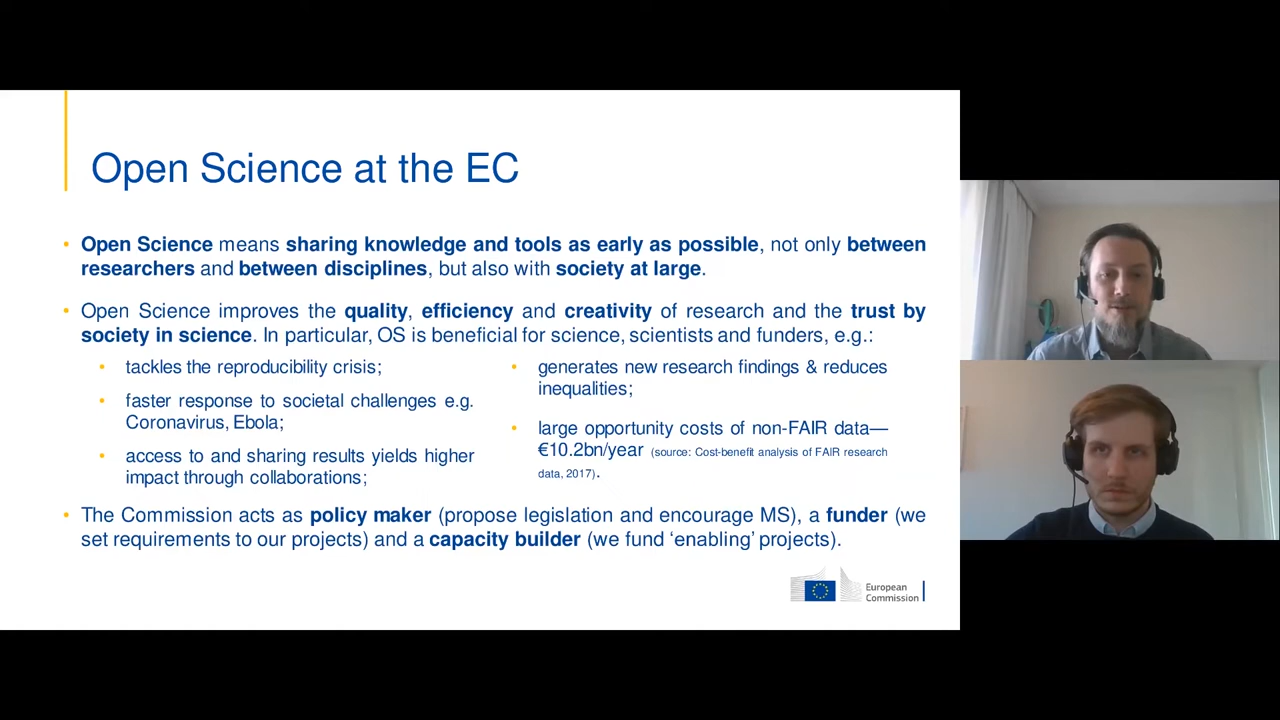 Open Science at the EC
• Open Science means sharing knowledge and tools as early as possible, not only between
researchers and between disciplines, but also with society at large.
• Open Science improves the quality, efficiency and creativity of research and the trust by
society in science. In particular, OS is beneficial for science, scientists and funders, e.g.:
• tackles the reproducibility crisis;
• faster response to societal challenges e.g.
Coronavirus, Ebola;
• access to and sharing results yields higher
impact through collaborations;
• generates new research findings & reduces
inequalities;
• large opportunity costs of non-FAIR data—
€10.2bn/year (source: Cost-benefit analysis of FAIR research
data, 2017).
• The Commission acts as policy maker (propose legislation and encourage MS), a funder (we
set requirements to our projects) and a capacity builder (we fund ‘enabling’ projects).
European
Commission